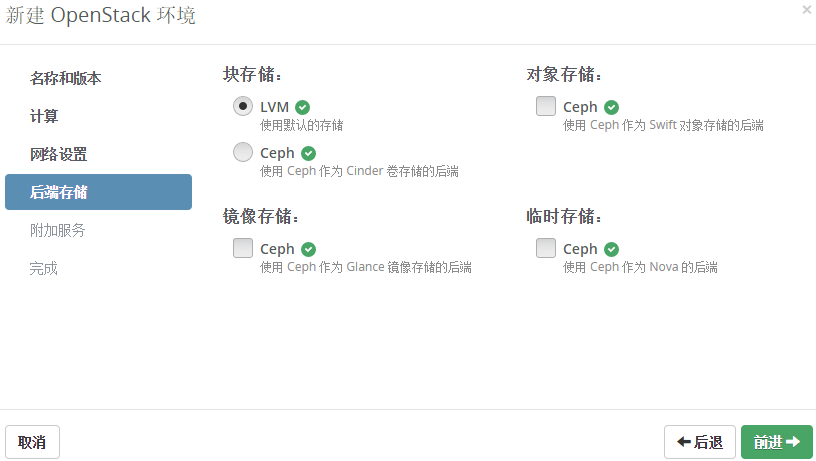 新建 OpenStack 环境
×
名称和版本
计算
网络设置
后端存储
附加服务
完成
块存储：
LVM
使用默认的存储
Ceph
使用 Ceph 作为 Cinder 卷存储的后端
对象存储：
Ceph
使用 Ceph 作为 Swift 对象存储的后端
镜像存储：
Ceph
使用 Ceph 作为 Glance 镜像存储的后端
临时存储：
Ceph
使用 Ceph 作为 Nova 的后端
取消
后退
前进